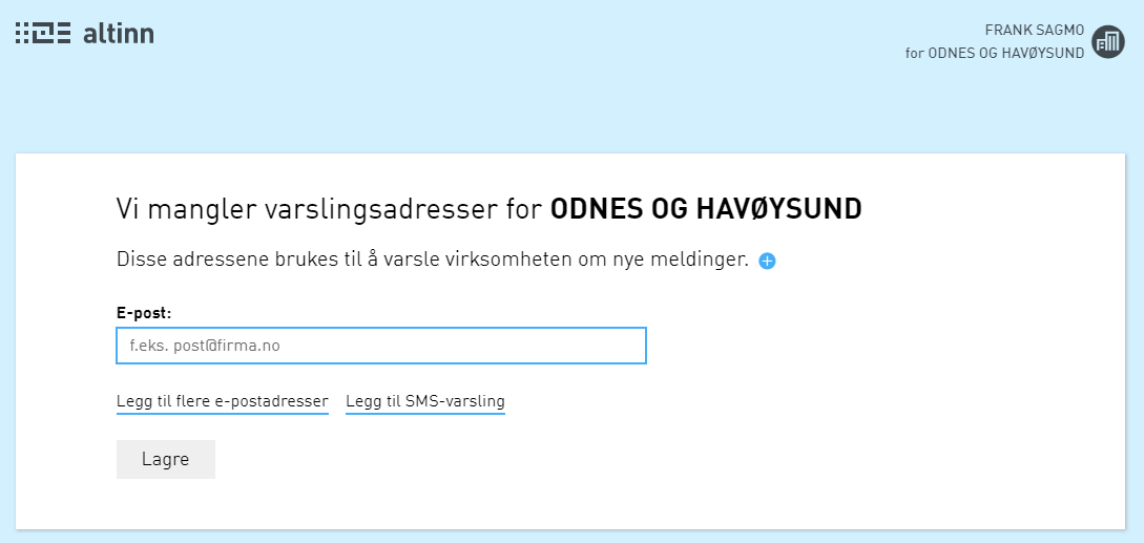 altinn
FRANK SAGMO
for ODNES OG HAVØYSUND
Vi mangler varslingsadresser for ODNES OG HAVØYSUND
Disse adressene brukes til å varsle virksomheten om nye meldinger.
E-post:
f.eks. post@firma.no
Legg til flere e-postadresser Legg til SMS-varsling
Lagre